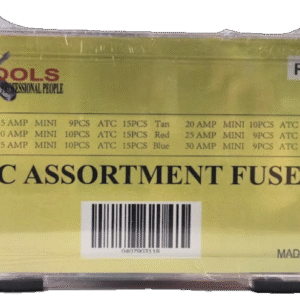 OOLS
PROFESSIONAL PEOPLE
5 AMP MINI 9PCS ATC 15PCS Tan 20 AMP MINI 10PCS ATC
0 AMP MINI 10PCS ATC 15PCS Red 25 AMP MINI 9PCS ATC
5 AMP MINI 10PCS ATC 15PCS Blue 30 AMP MINI 9PCS ATC
C ASSORTMENT FUSE
MAD